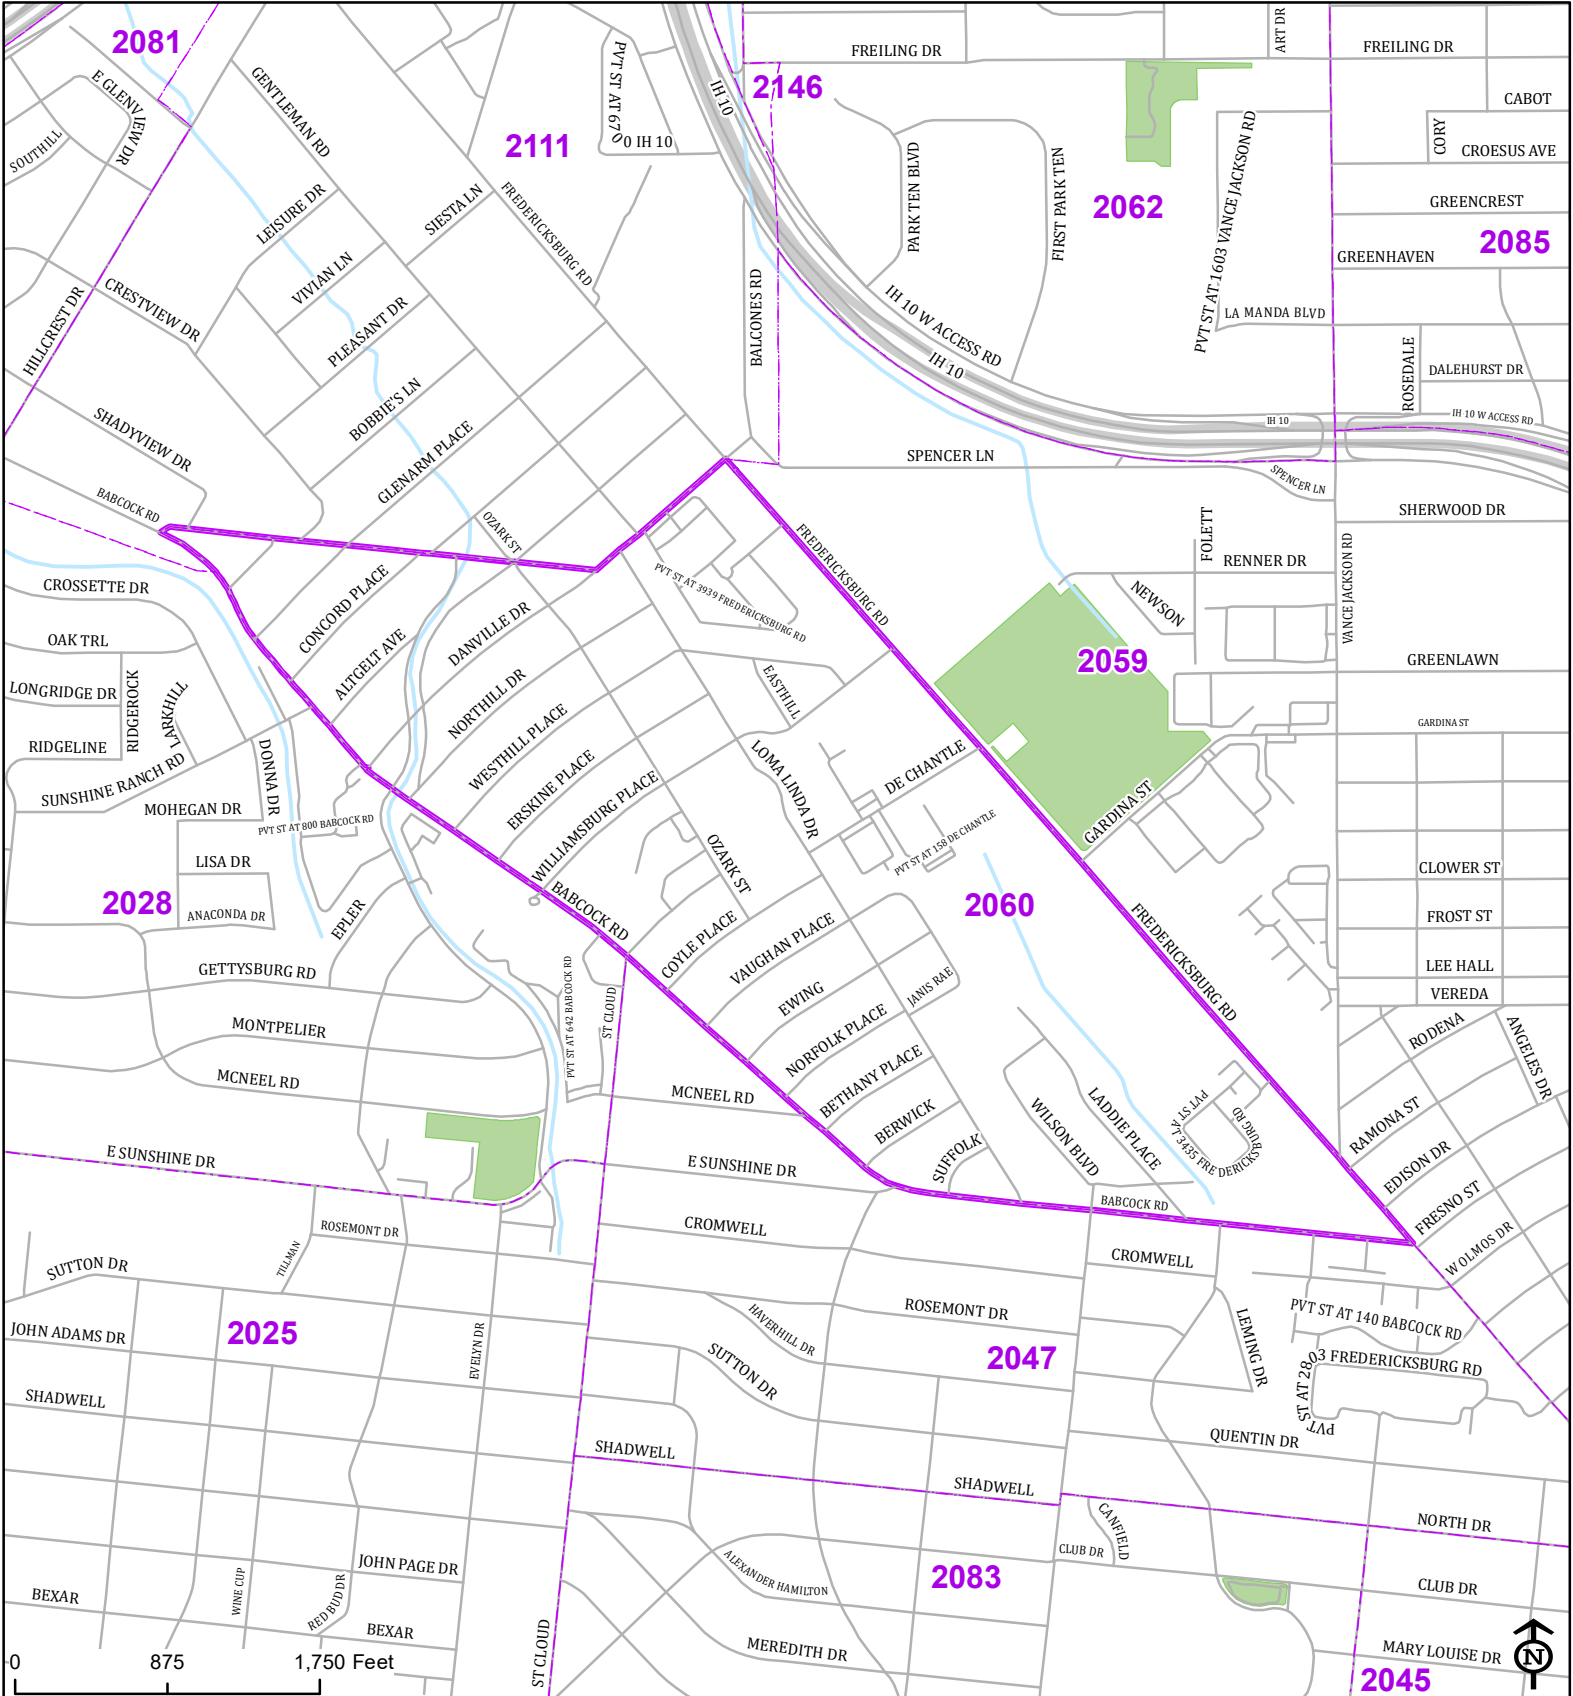 2081
E GLENVIEW DR
SOUTHILL
GENTLEMAN RD
PVT ST AT 6700 IH 10
2111
IH 10
2146
FREILING DR
ART DR
FREILING DR
CABOT
CORY
CROESUS AVE
GREENCREST
2085
GREENHAVEN
2062
PARK TEN BLVD
FIRST PARK TEN
PVT ST AT 1603 VANCE JACKSON RD
LA MANDA BLVD
ROSEDALE
DALEHURST DR
LEISURE DR
SIESTA LN
FREDERICKSBURG RD
VIVIAN LN
CRESTVIEW DR
HILLCREST DR
PLEASANT DR
BALCONES RD
IH 10 W ACCESS RD
IH 10
IH 10
IH 10 W ACCESS RD
BOBBIE'S LN
SHADYVIEW DR
GLENARM PLACE
BABCOCK RD
OZARK ST
SPENCER LN
SPENCER LN
SHERWOOD DR
FOLETT
RENNER DR
VANCE JACKSON RD
NEWSON
FREDERICKSBURG RD
PVT ST AT 3939 FREDERICKSBURG RD
CROSSETTE DR
OAK TRL
CONCORD PLACE
ALTGELT AVE
DANVILLE DR
NORTHILL DR
EASTHILL
2059
GREENLAWN
GARDINA ST
LONGRIDGE DR
RIDGEROCK
LARKHILL
RIDGELINE
SUNSHINE RANCH RD
DONNA DR
MOHEGAN DR
PVT ST AT 800 BABCOCK RD
WESTHILL PLACE
ERSKINE PLACE
WILLIAMSBURG PLACE
LOMA LINDA DR
DE CHANTLE
PVT ST AT 158 DE CHANTLE
GARDINA ST
LISA DR
2028
ANACONDA DR
EPLER
GETTYSBURG RD
BABCOCK RD
OZARK ST
COYLE PLACE
VAUGHAN PLACE
2060
CLOWER ST
FROST ST
LEE HALL
VEREDA
FREDERICKSBURG RD
RODENA
ANGELES DR
MONTPELIER
MCNEEL RD
PVT ST AT 642 BABCOCK RD
ST CLOUD
EWING
NORFOLK PLACE
JANIS RAE
BETHANY PLACE
MCNEEL RD
BERWICK
SUFFOLK
WILSON BLVD
LADDIE PLACE
PVT ST AT 3435 FREDERICKSBURG RD
RAMONA ST
EDISON DR
FRESNO ST
W OLMOS DR
E SUNSHINE DR
E SUNSHINE DR
BABCOCK RD
ROSEMONT DR
TILLMAN
SUTTON DR
CROMWELL
CROMWELL
PVT ST AT 140 BABCOCK RD
JOHN ADAMS DR
2025
EVELYN DR
HAVERHILL DR
ROSEMONT DR
2047
LEMING DR
PVT ST AT 2803 FREDERICKSBURG RD
SUTTON DR
SHADWELL
SHADWELL
SHADWELL
QUENTIN DR
NORTH DR
CANFIELD
CLUB DR
CLUB DR
JOHN PAGE DR
BEXAR
WINE CUP
RED BUD DR
BEXAR
ALEXANDER HAMILTON
2083
MEREDITH DR
ST CLOUD
MARY LOUISE DR
2045
N
0 875 1,750 Feet